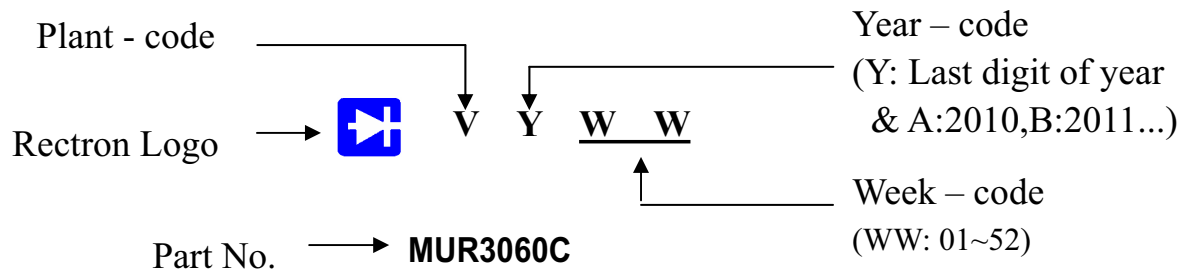 Plant - code
Year – code
(Y: Last digit of year
& A:2010,B:2011...)
V Y W W
Rectron Logo
Week – code
(WW: 01~52)
Part No.
MUR3060C